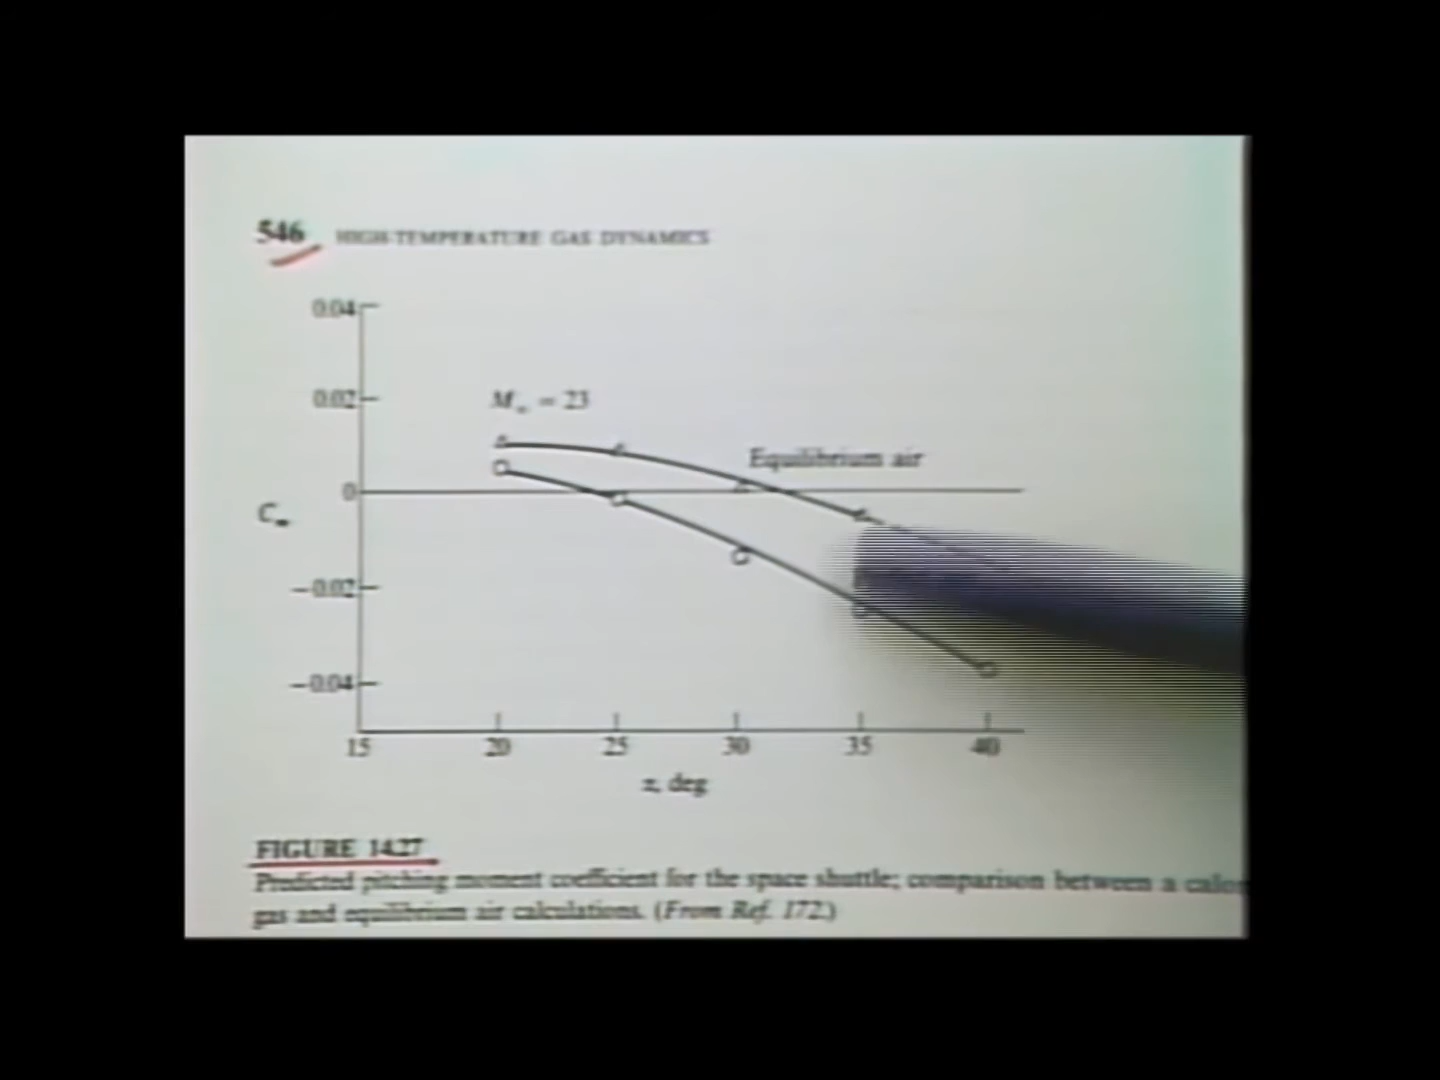 546 HIGH-TEMPERATURE GAS DYNAMICS
0.04
0.02
M∞ = 23
Equilibrium air
0
Cm
−0.02
−0.04
15 20 25 30 35 40
α, deg
FIGURE 14.27
Predicted pitching moment coefficient for the space shuttle; comparison between a
gas and equilibrium air calculations. (From Ref. 172.)